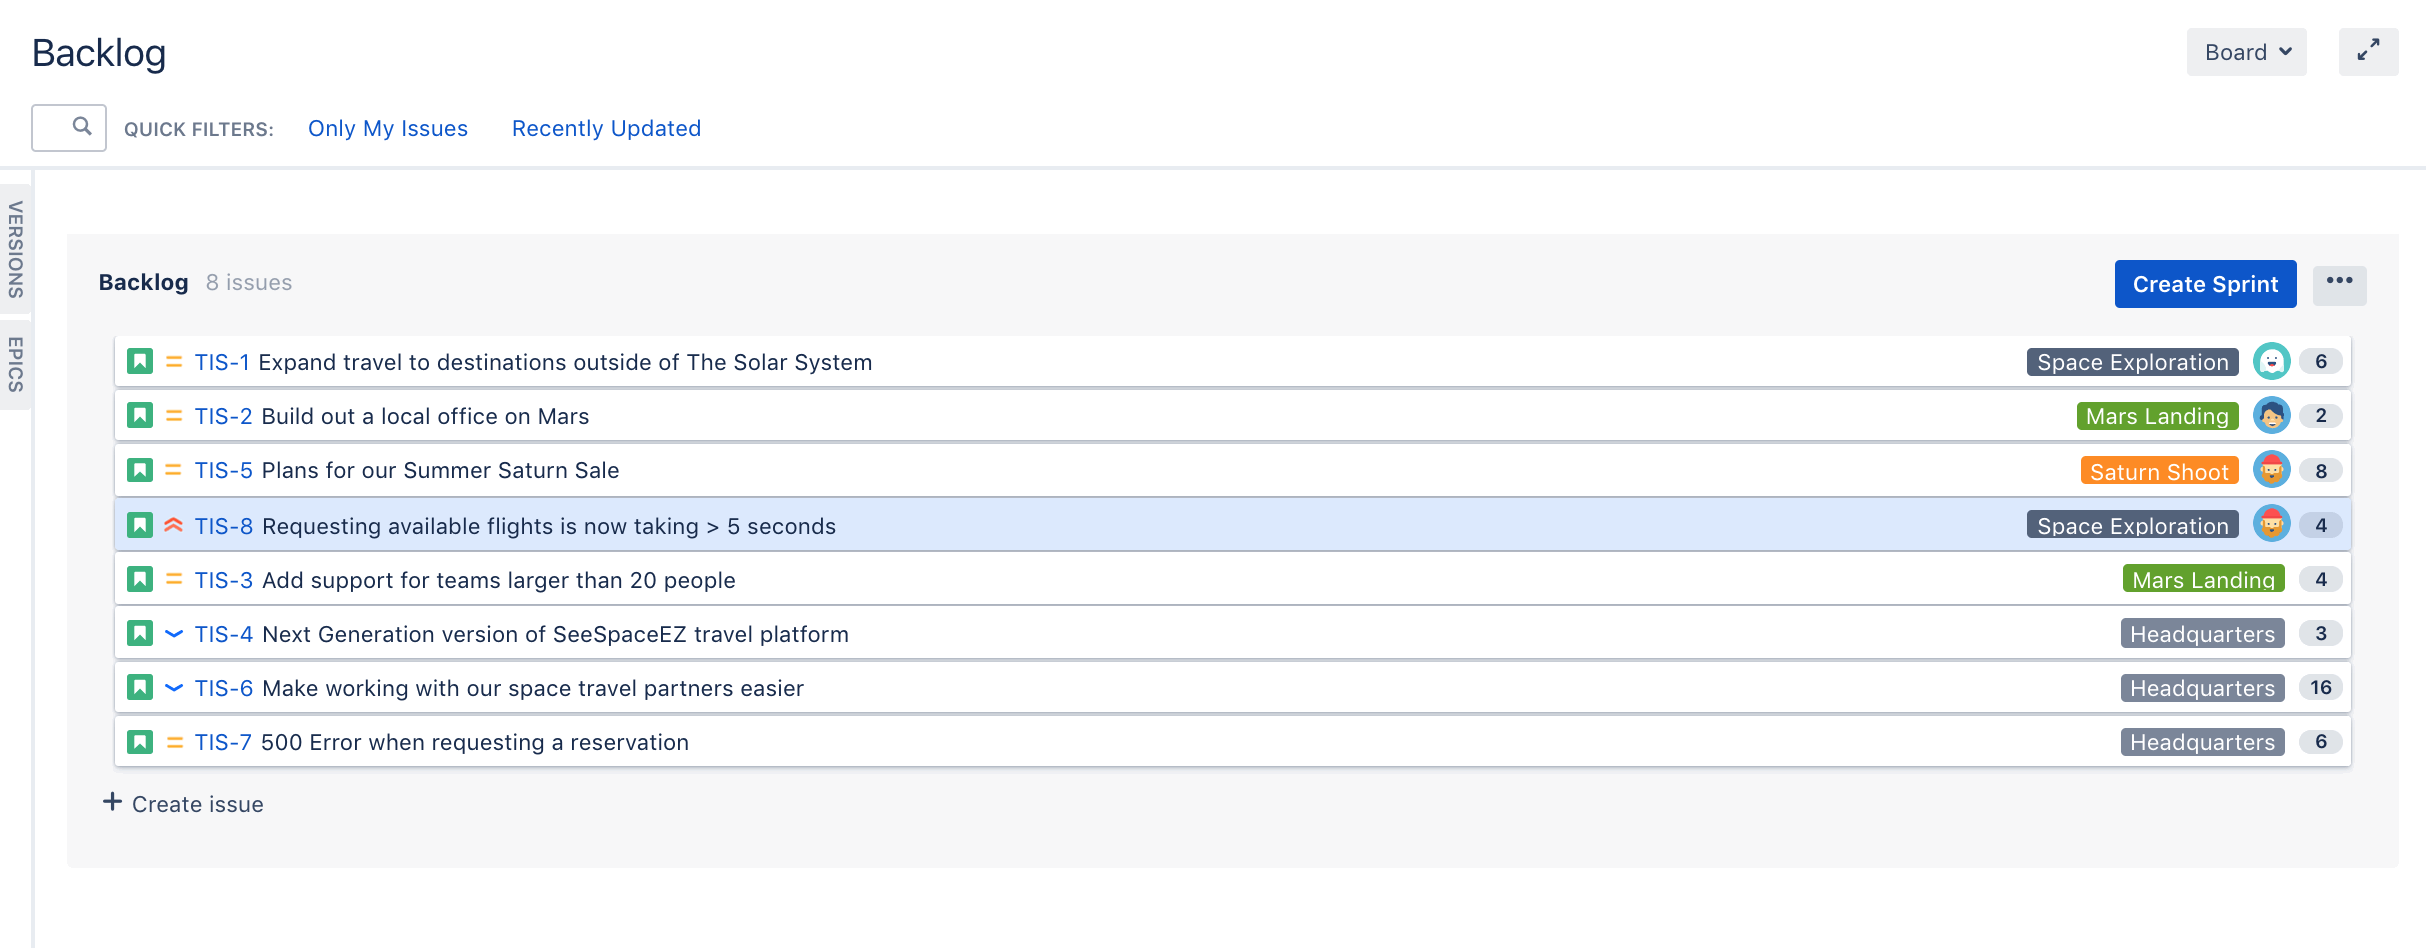 Backlog
Board
QUICK FILTERS: Only My Issues Recently Updated
VERSIONS
EPICS
Backlog 8 issues
Create Sprint
TIS-1 Expand travel to destinations outside of The Solar System Space Exploration 6
TIS-2 Build out a local office on Mars Mars Landing 2
TIS-5 Plans for our Summer Saturn Sale Saturn Shoot 8
TIS-8 Requesting available flights is now taking > 5 seconds Space Exploration 4
TIS-3 Add support for teams larger than 20 people Mars Landing 4
TIS-4 Next Generation version of SeeSpaceEZ travel platform Headquarters 3
TIS-6 Make working with our space travel partners easier Headquarters 16
TIS-7 500 Error when requesting a reservation Headquarters 6
+ Create issue